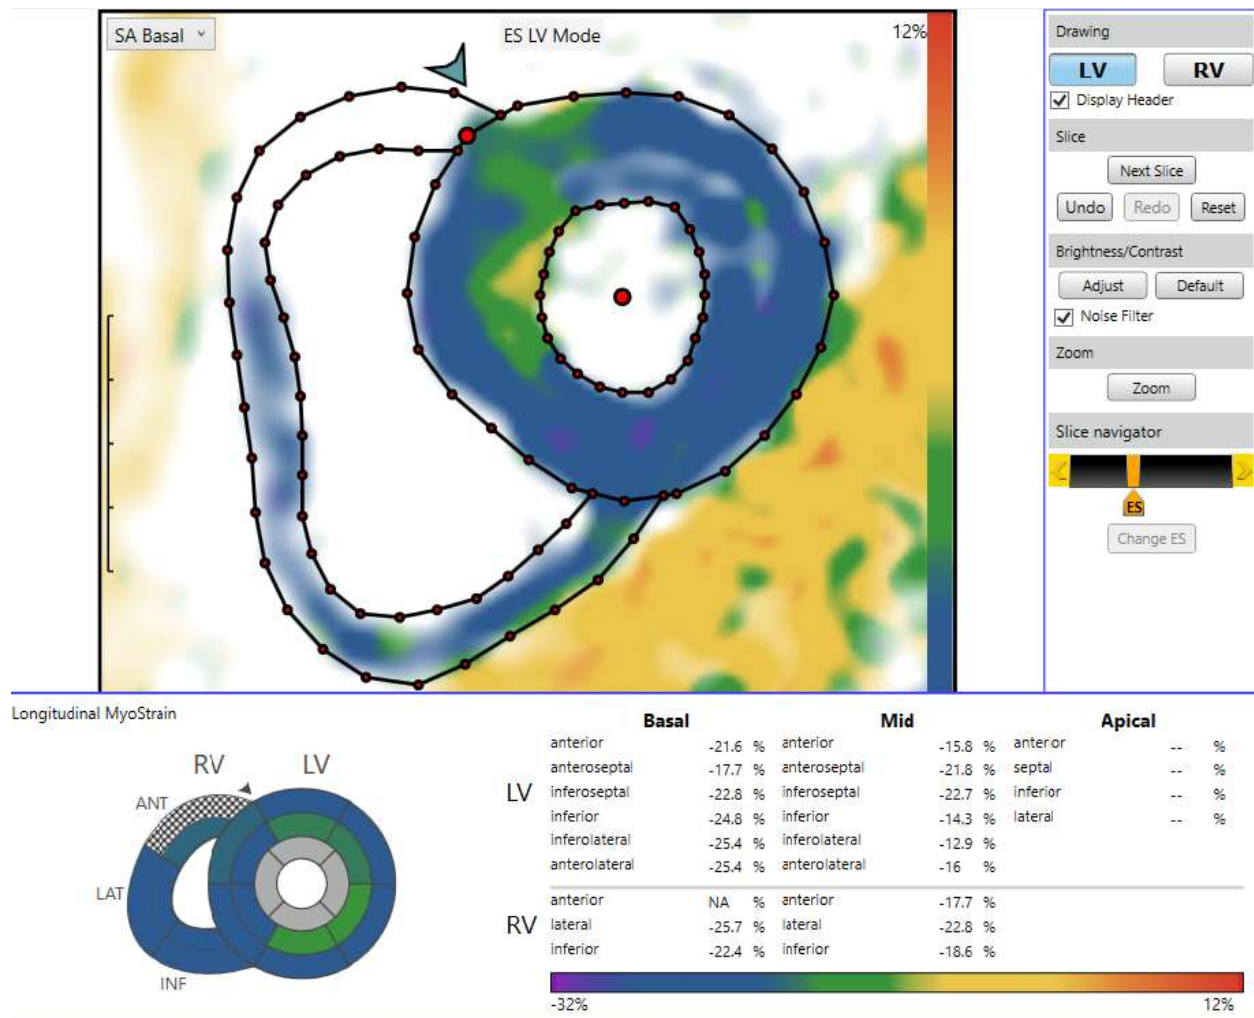 SA Basal
ES LV Mode
12%
Drawing
LV RV
Display Header
Slice
Next Slice
Undo Redo Reset
Brightness/Contrast
Adjust Default
Noise Filter
Zoom
Zoom
Slice navigator
ES
Change ES
Longitudinal MyoStrain
RV LV
ANT
LAT
INF
Basal Mid Apical
LV
anterior -21.6 % anterior -15.8 % anterior -- %
anteroseptal -17.7 % anteroseptal -21.8 % septal -- %
inferoseptal -22.8 % inferoseptal -22.7 % inferior -- %
inferior -24.8 % inferior -14.3 % lateral -- %
inferolateral -25.4 % inferolateral -12.9 %
anterolateral -25.4 % anterolateral -16 %
RV
anterior NA % anterior -17.7 %
lateral -25.7 % lateral -22.8 %
inferior -22.4 % inferior -18.6 %
-32% 12%